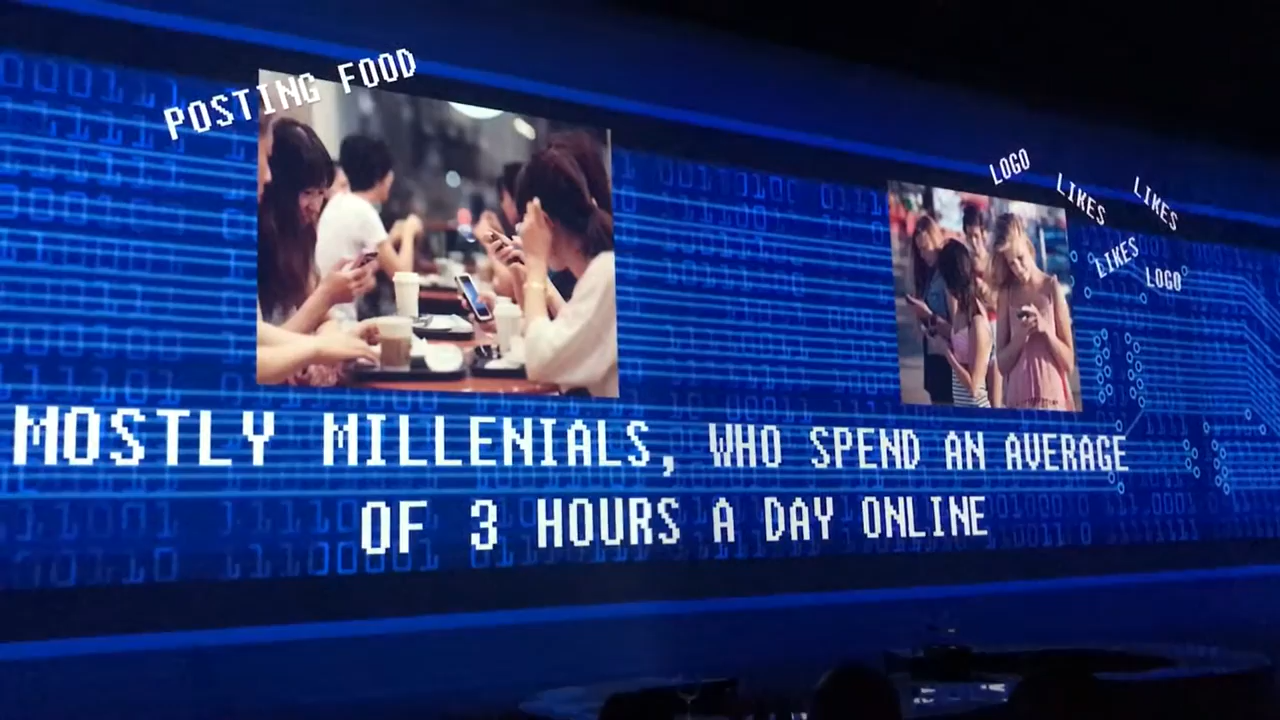 POSTING FOOD
LOGO
LIKES
LIKES
LIKES
LOGO
MOSTLY MILLENIALS, WHO SPEND AN AVERAGE
OF 3 HOURS A DAY ONLINE